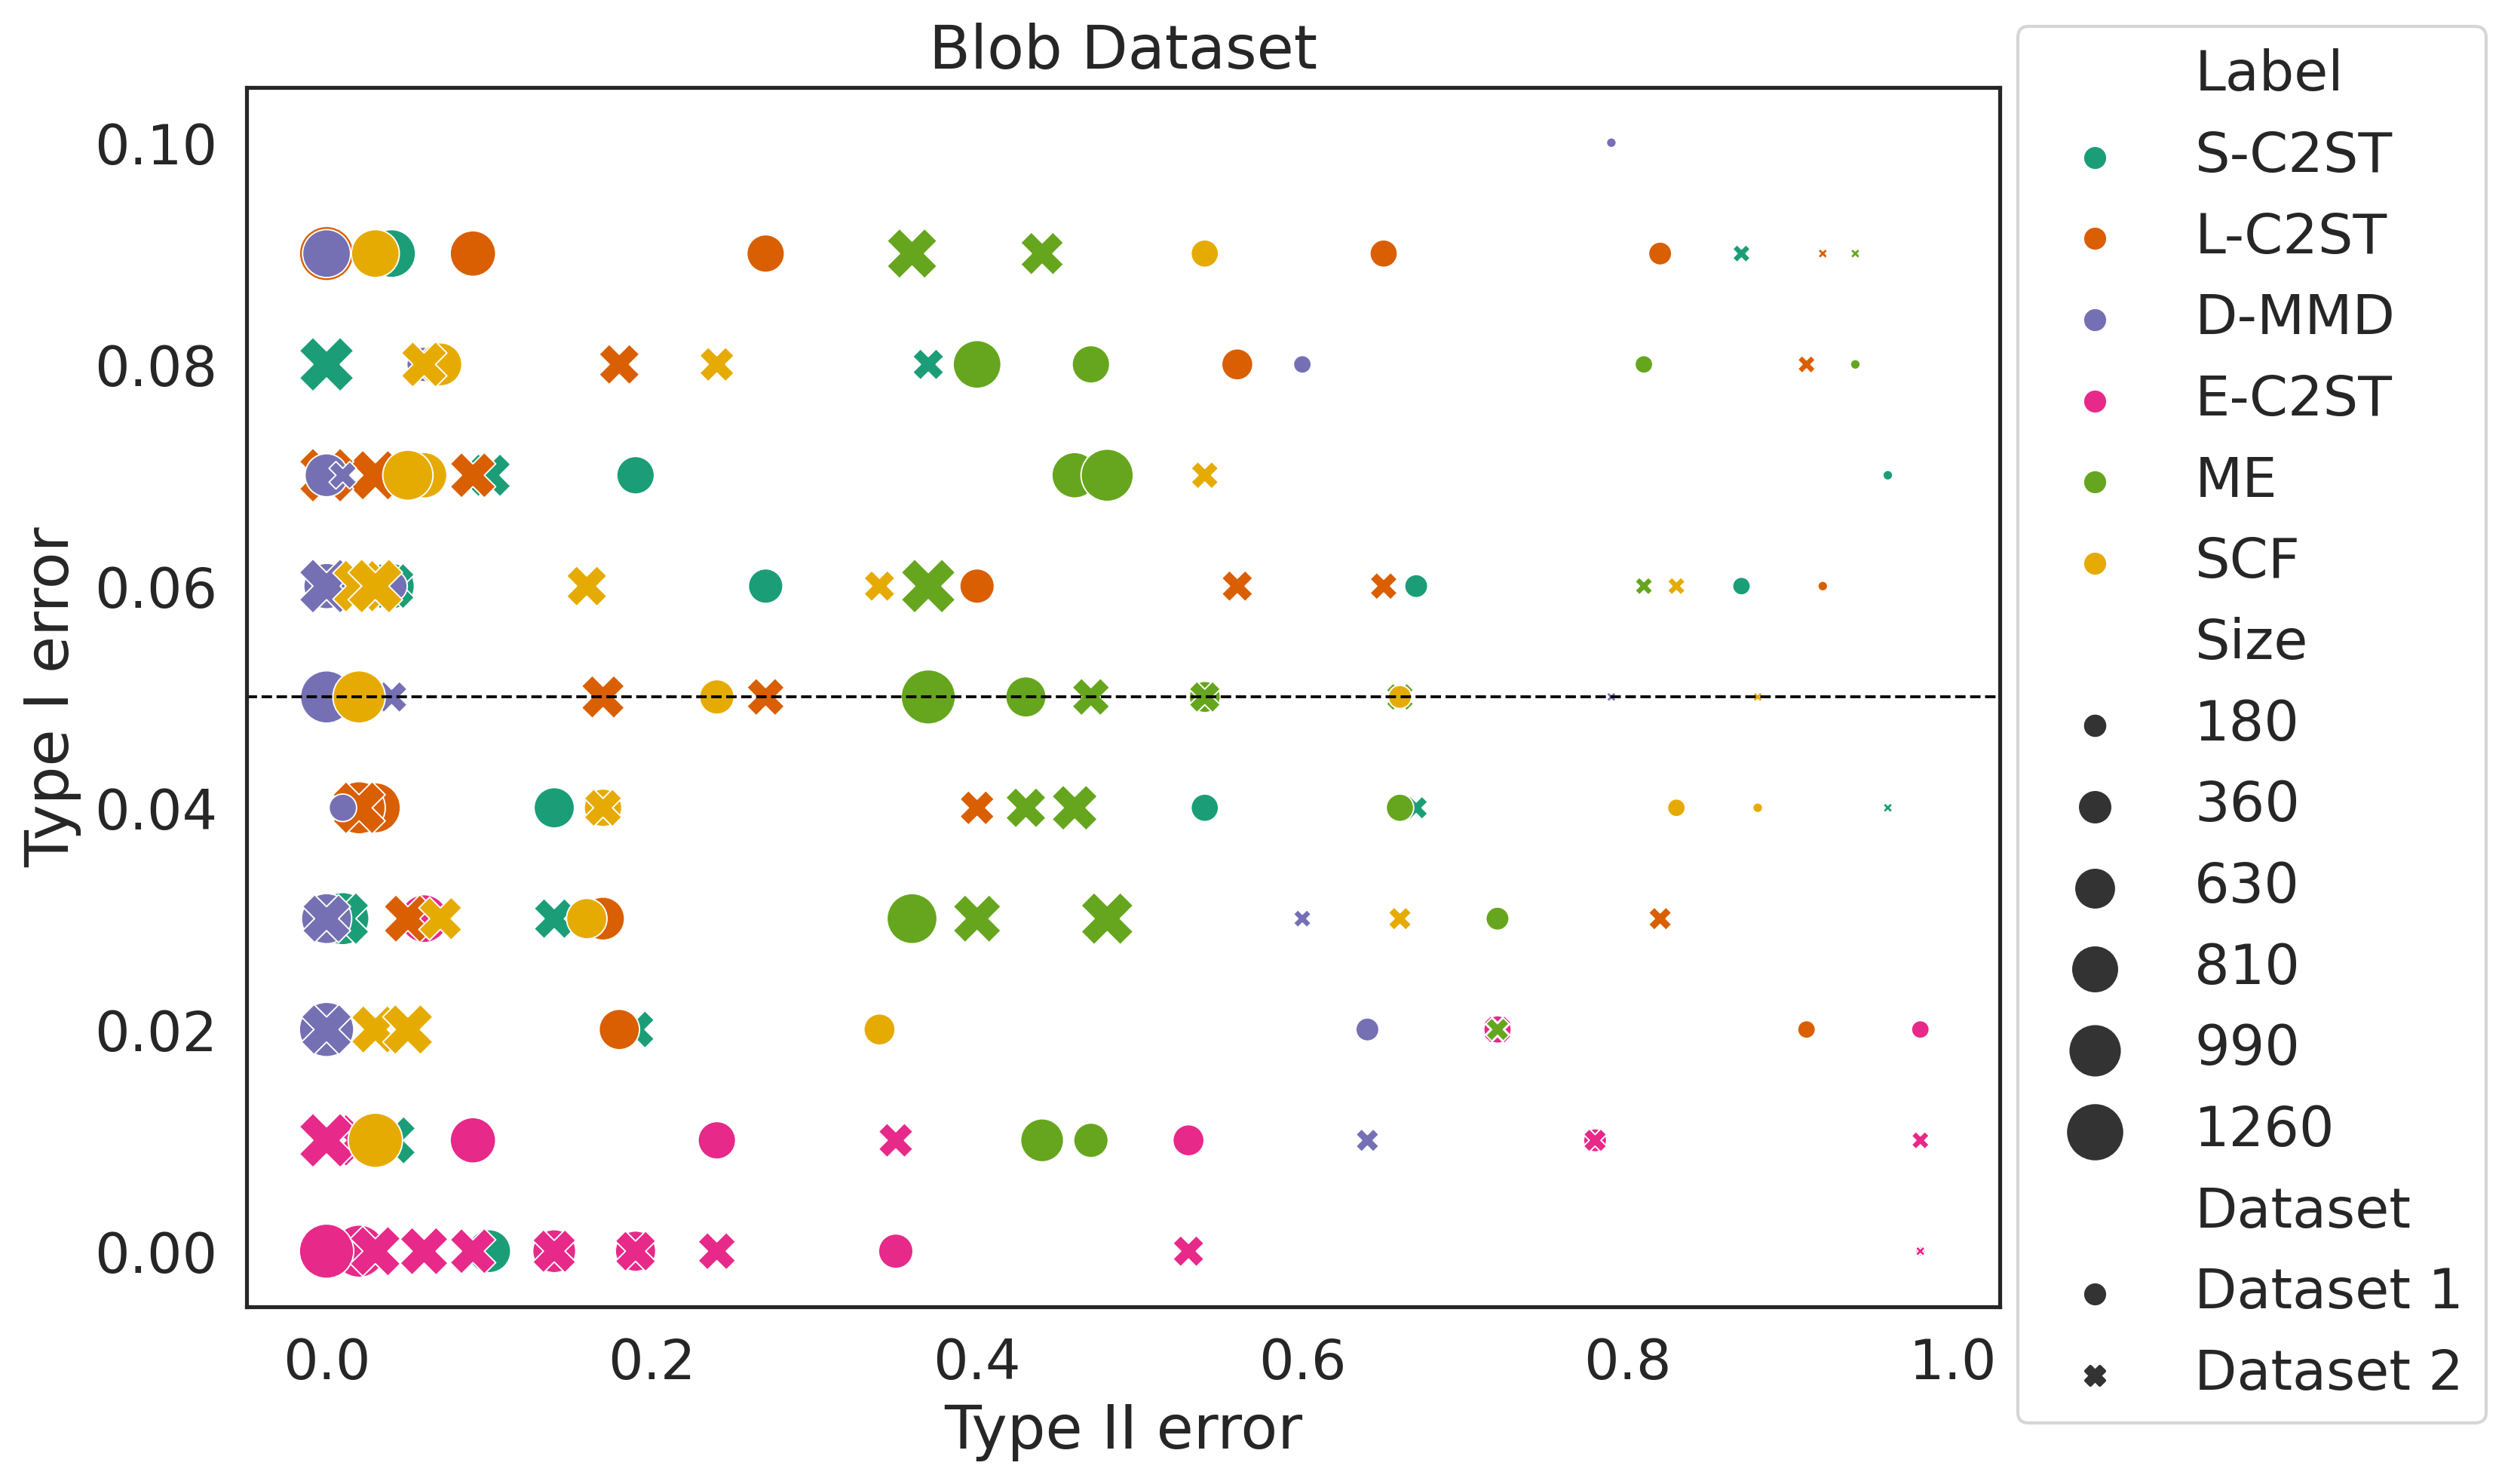 Blob Dataset
Type I error
0.10
0.08
0.06
0.04
0.02
0.00
0.0 0.2 0.4 0.6 0.8 1.0
Type II error
Label
S-C2ST
L-C2ST
D-MMD
E-C2ST
ME
SCF
Size
180
360
630
810
990
1260
Dataset
Dataset 1
Dataset 2